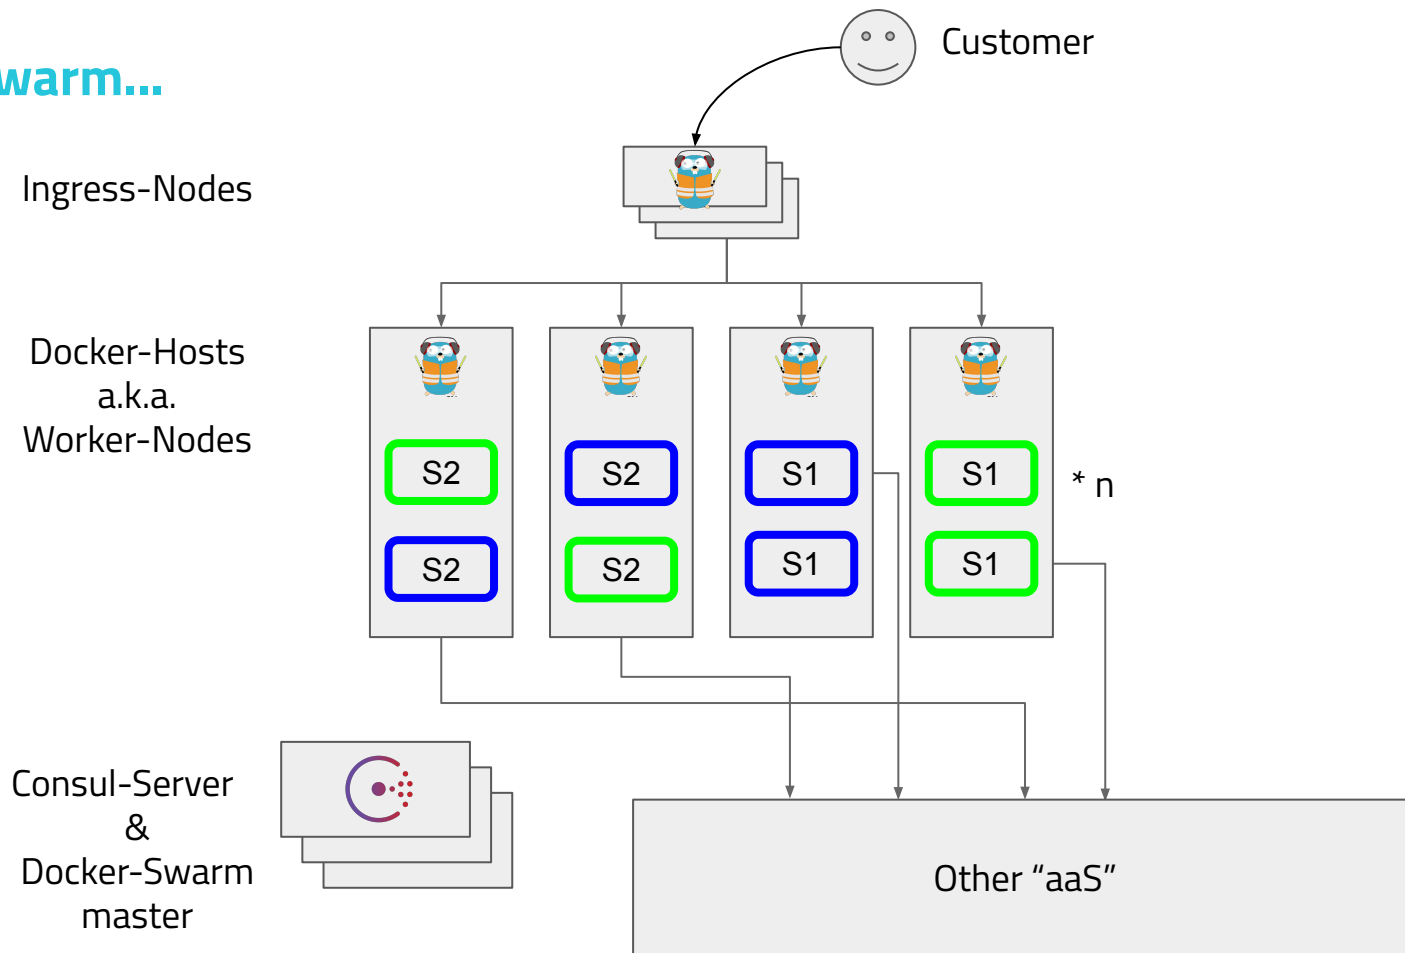 Customer
warm...
Ingress-Nodes
Docker-Hosts
a.k.a.
Worker-Nodes
S2
S2
S1
S1
* n
S2
S2
S1
S1
Consul-Server
&
Docker-Swarm
master
Other “aaS”